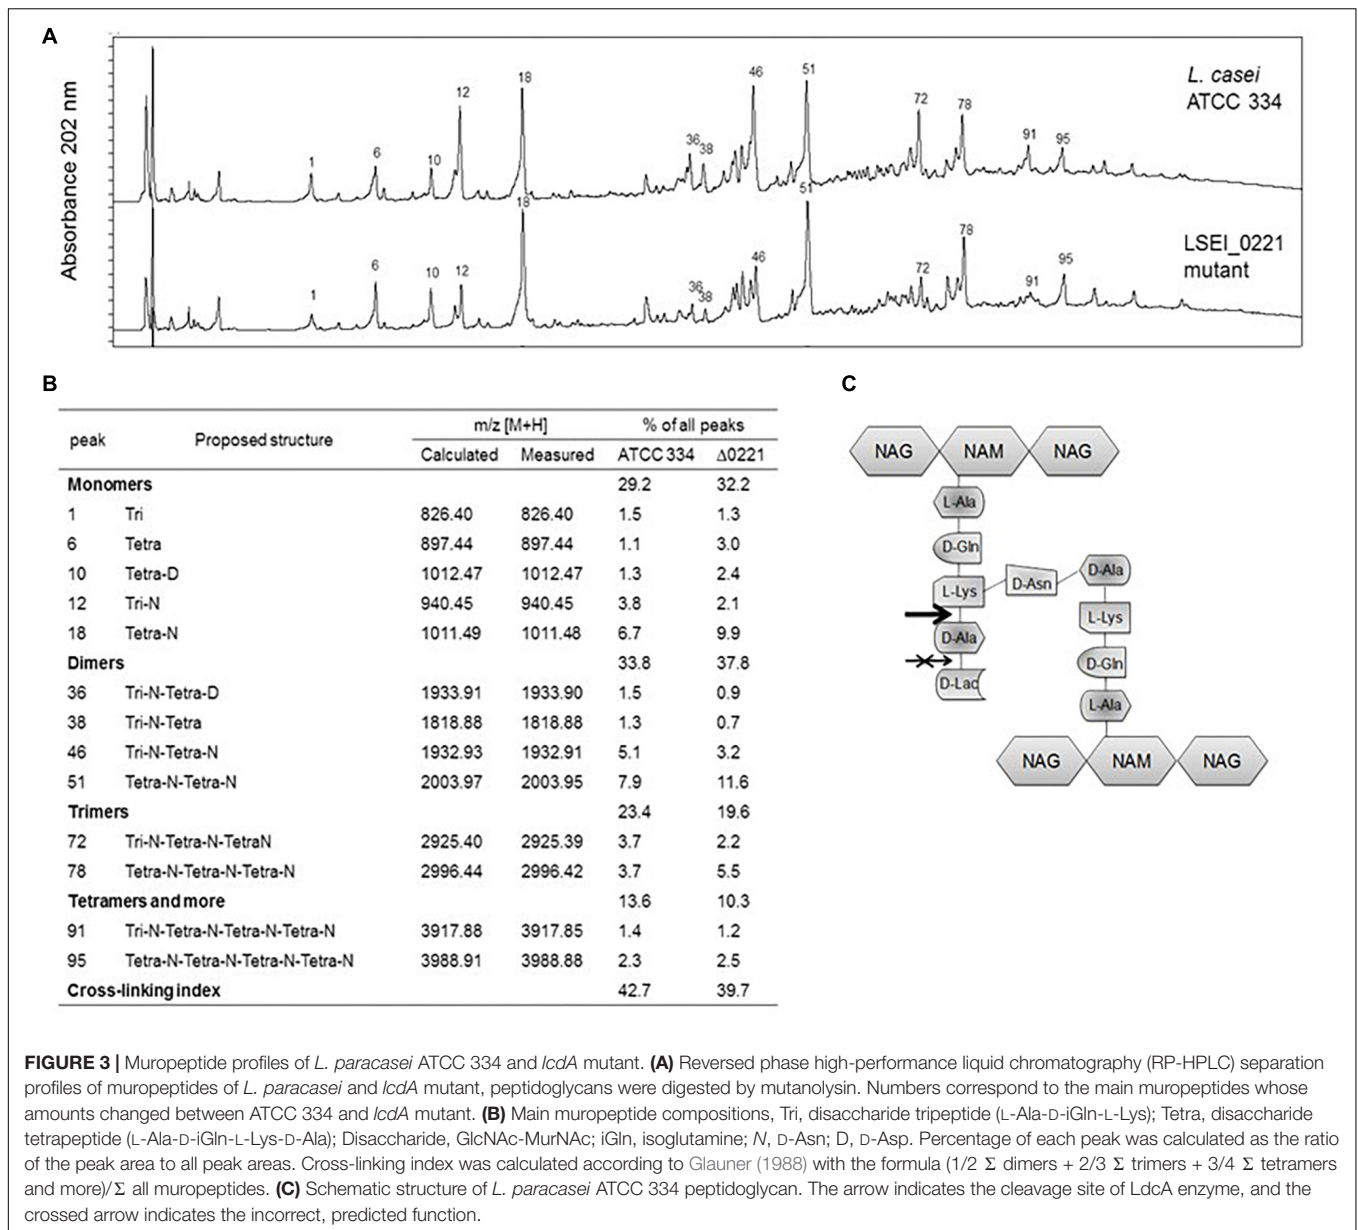 A
Absorbance 202 nm
1
6
10
12
18
36
38
46
51
72
78
91
95
L. casei
ATCC 334
1
6
10
12
18
36
38
46
51
72
78
91
95
LSEI_0221
mutant
B
peak Proposed structure m/z [M+H] % of all peaks
Calculated Measured ATCC 334 Δ0221
Monomers 29.2 32.2
1 Tri 826.40 826.40 1.5 1.3
6 Tetra 897.44 897.44 1.1 3.0
10 Tetra-D 1012.47 1012.47 1.3 2.4
12 Tri-N 940.45 940.45 3.8 2.1
18 Tetra-N 1011.49 1011.48 6.7 9.9
Dimers 33.8 37.8
36 Tri-N-Tetra-D 1933.91 1933.90 1.5 0.9
38 Tri-N-Tetra 1818.88 1818.88 1.3 0.7
46 Tri-N-Tetra-N 1932.93 1932.91 5.1 3.2
51 Tetra-N-Tetra-N 2003.97 2003.95 7.9 11.6
Trimers 23.4 19.6
72 Tri-N-Tetra-N-TetraN 2925.40 2925.39 3.7 2.2
78 Tetra-N-Tetra-N-Tetra-N 2996.44 2996.42 3.7 5.5
Tetramers and more 13.6 10.3
91 Tri-N-Tetra-N-Tetra-N-Tetra-N 3917.88 3917.85 1.4 1.2
95 Tetra-N-Tetra-N-Tetra-N-Tetra-N 3988.91 3988.88 2.3 2.5
Cross-linking index 42.7 39.7
C
NAG NAM NAG
L-Ala
D-Gln
L-Lys
D-Asn
D-Ala
D-Ala
L-Lys
D-Lac
D-Gln
L-Ala
NAG NAM NAG
FIGURE 3 | Muropeptide profiles of L. paracasei ATCC 334 and lcdA mutant. (A) Reversed phase high-performance liquid chromatography (RP-HPLC) separation
profiles of muropeptides of L. paracasei and lcdA mutant, peptidoglycans were digested by mutanolysin. Numbers correspond to the main muropeptides whose
amounts changed between ATCC 334 and lcdA mutant. (B) Main muropeptide compositions, Tri, disaccharide tripeptide (L-Ala-D-iGln-L-Lys); Tetra, disaccharide
tetrapeptide (L-Ala-D-iGln-L-Lys-D-Ala); Disaccharide, GlcNAc-MurNAc; iGln, isoglutamine; N, D-Asn; D, D-Asp. Percentage of each peak was calculated as the ratio
of the peak area to all peak areas. Cross-linking index was calculated according to Glauner (1988) with the formula (1/2 Σ dimers + 2/3 Σ trimers + 3/4 Σ tetramers
and more)/Σ all muropeptides. (C) Schematic structure of L. paracasei ATCC 334 peptidoglycan. The arrow indicates the cleavage site of LdcA enzyme, and the
crossed arrow indicates the incorrect, predicted function.